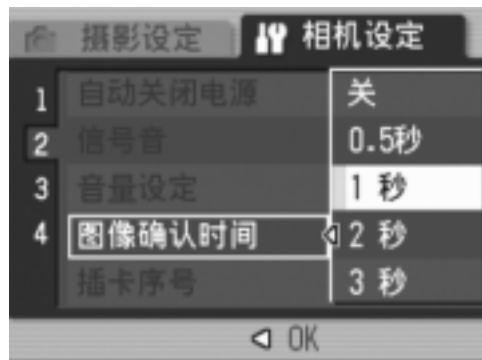 摄影设定 相机设定
1 自动关闭电源 关
2 信号音 0.5秒
3 音量设定 1 秒
4 图像确认时间 2 秒
插卡序号 3 秒
OK